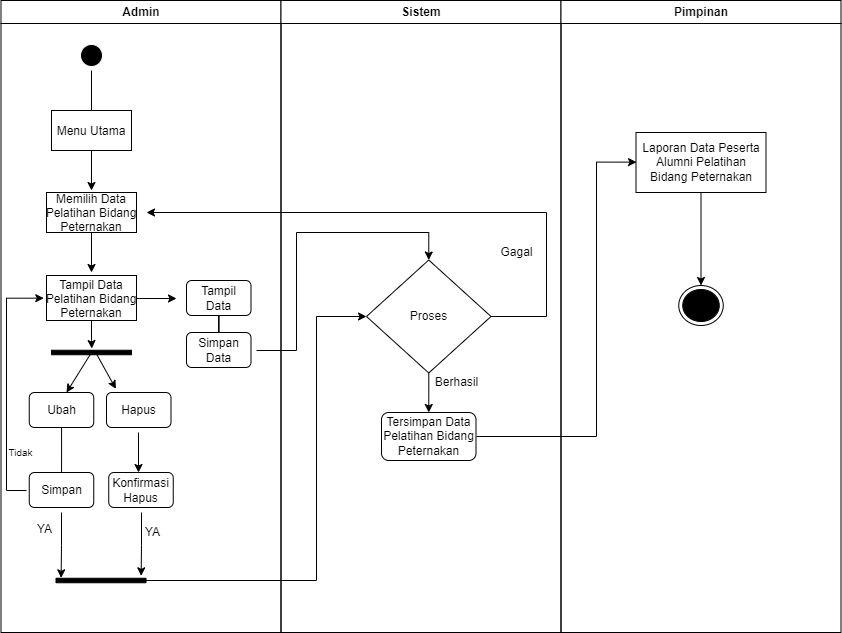 Admin
Sistem
Pimpinan
Menu Utama
Memilih Data
Pelatihan Bidang
Peternakan
Tampil Data
Pelatihan Bidang
Peternakan
Tampil
Data
Simpan
Data
Ubah
Hapus
Tidak
Simpan
Konfirmasi
Hapus
YA
YA
Gagal
Proses
Berhasil
Tersimpan Data
Pelatihan Bidang
Peternakan
Laporan Data Peserta
Alumni Pelatihan
Bidang Peternakan